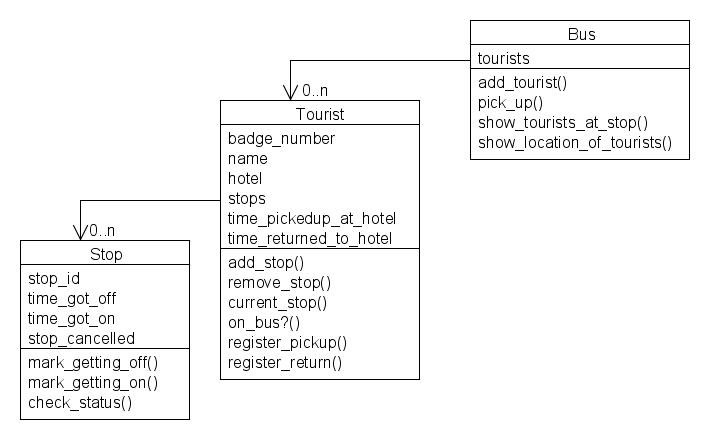 Bus
tourists
add_tourist()
pick_up()
show_tourists_at_stop()
show_location_of_tourists()
0..n
Tourist
badge_number
name
hotel
stops
time_pickedup_at_hotel
time_returned_to_hotel
add_stop()
remove_stop()
current_stop()
on_bus?()
register_pickup()
register_return()
0..n
Stop
stop_id
time_got_off
time_got_on
stop_cancelled
mark_getting_off()
mark_getting_on()
check_status()